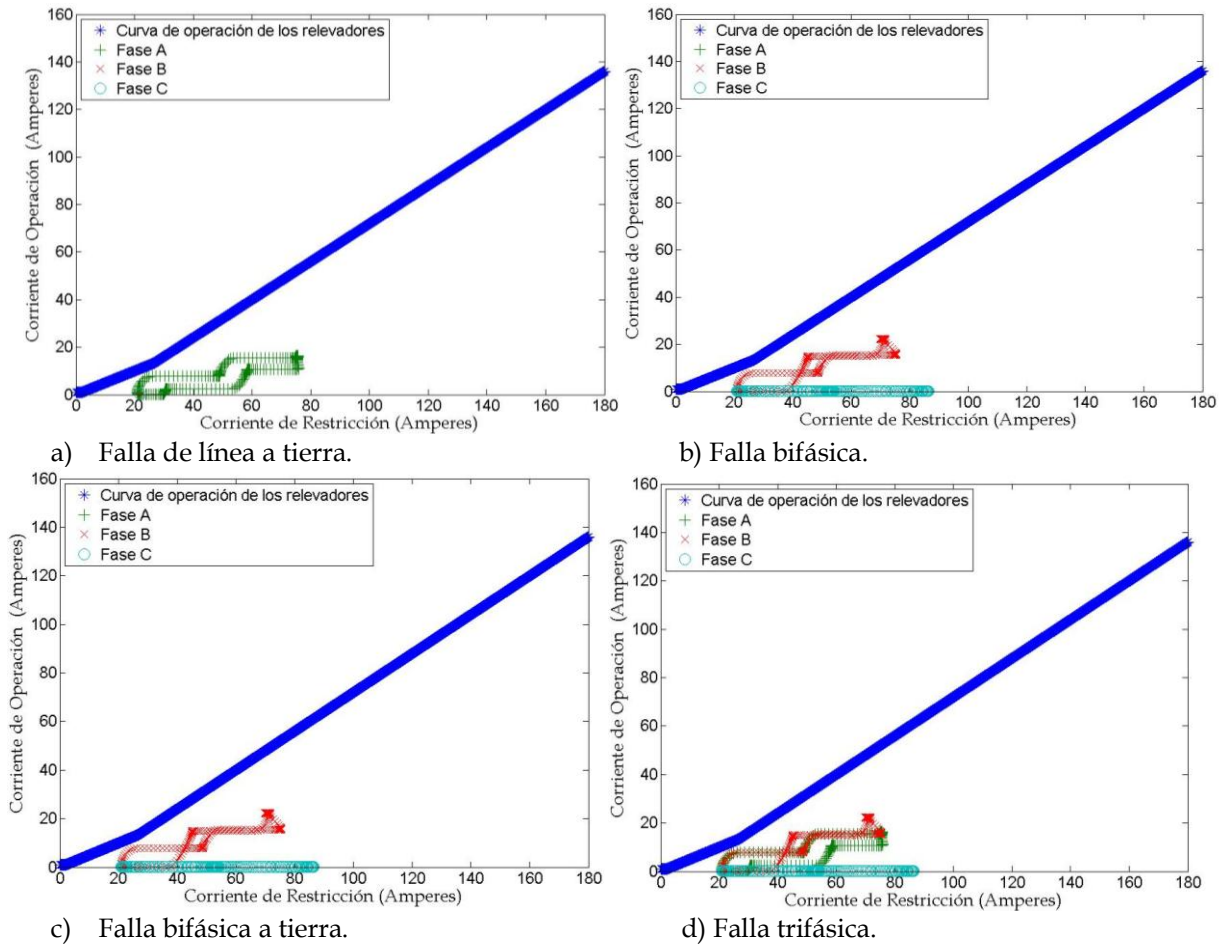 160
140
120
100
80
60
40
20
0
Corriente de Operación (Amperes)
Curva de operación de los relevadores
Fase A
Fase B
Fase C
0 20 40 60 80 100 120 140 160 180
Corriente de Restricción (Amperes)
a) Falla de línea a tierra.
160
140
120
100
80
60
40
20
0
Corriente de Operación (Amperes)
Curva de operación de los relevadores
Fase A
Fase B
Fase C
0 20 40 60 80 100 120 140 160 180
Corriente de Restricción (Amperes)
b) Falla bifásica.
160
140
120
100
80
60
40
20
0
Corriente de Operación (Amperes)
Curva de operación de los relevadores
Fase A
Fase B
Fase C
0 20 40 60 80 100 120 140 160 180
Corriente de Restricción (Amperes)
c) Falla bifásica a tierra.
160
140
120
100
80
60
40
20
0
Corriente de Operación (Amperes)
Curva de operación de los relevadores
Fase A
Fase B
Fase C
0 20 40 60 80 100 120 140 160 180
Corriente de Restricción (Amperes)
d) Falla trifásica.